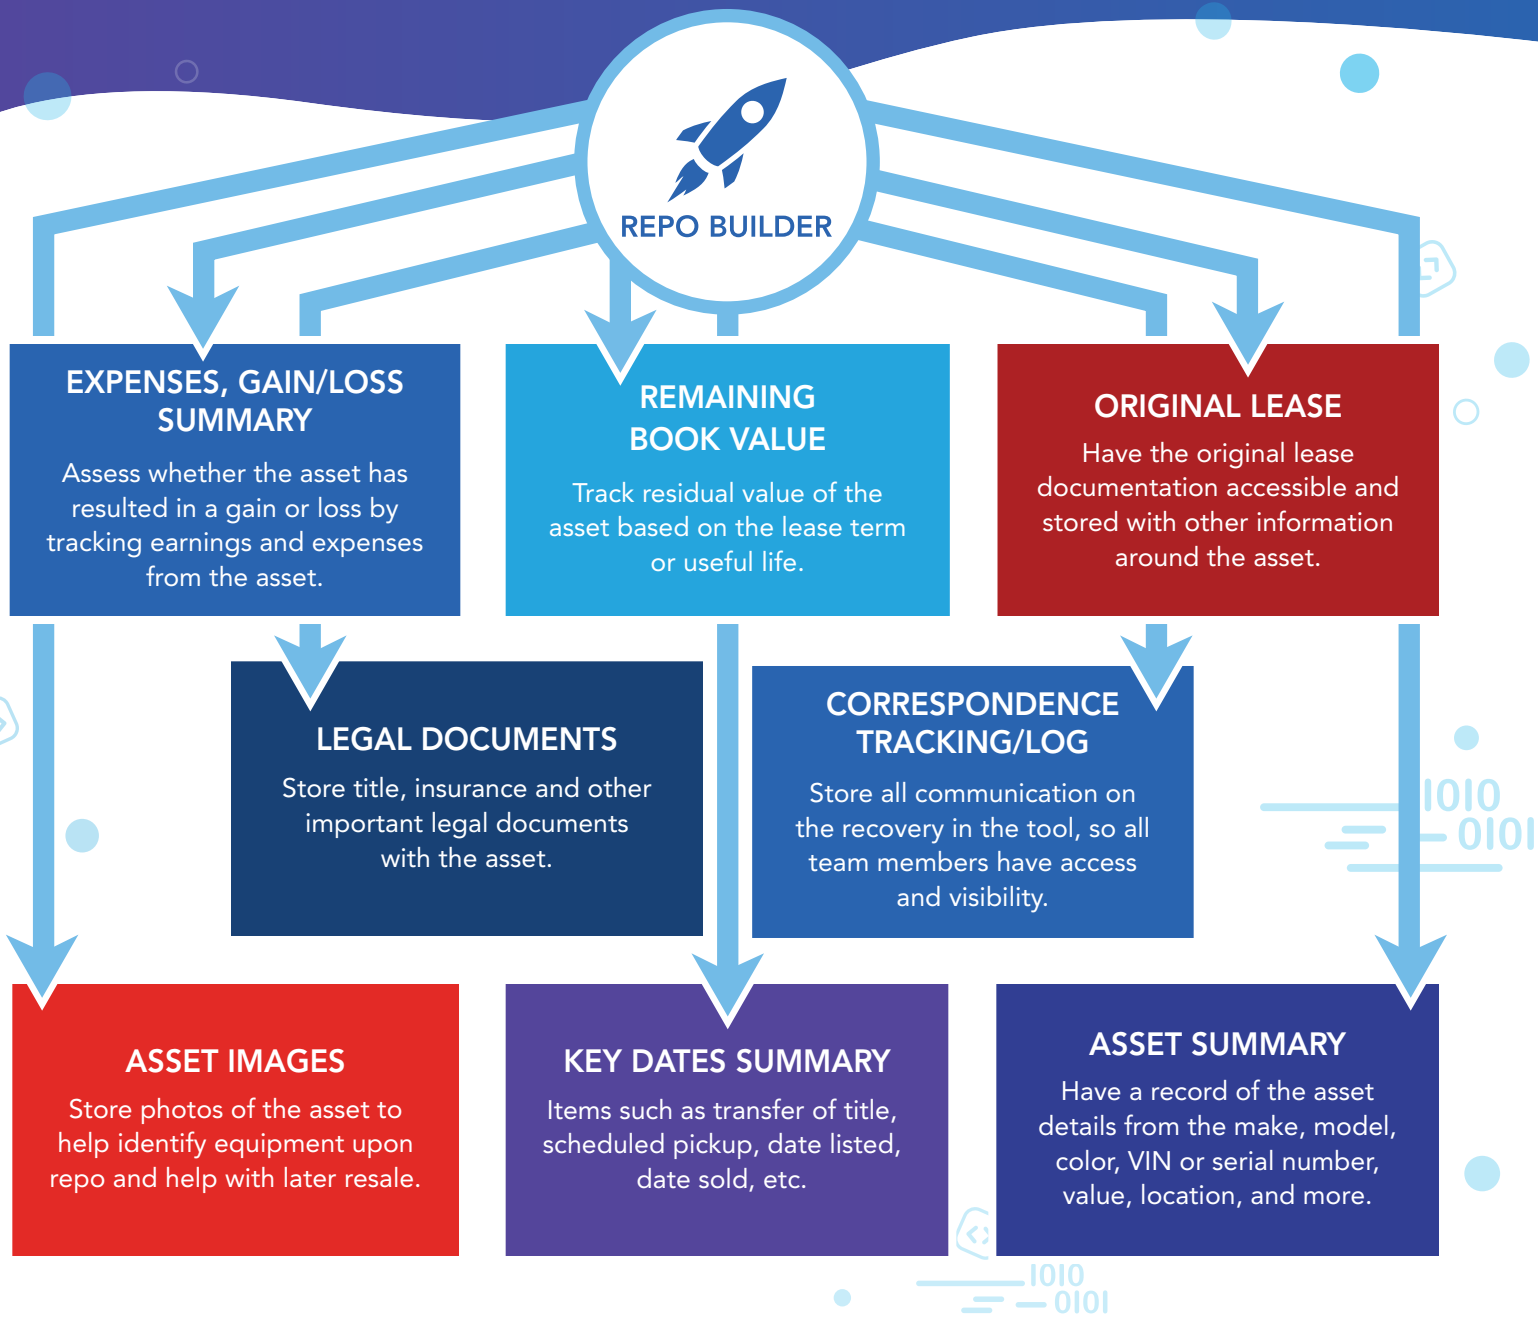 REPO BUILDER
EXPENSES, GAIN/LOSS
SUMMARY
Assess whether the asset has
resulted in a gain or loss by
tracking earnings and expenses
from the asset.
REMAINING
BOOK VALUE
Track residual value of the
asset based on the lease term
or useful life.
ORIGINAL LEASE
Have the original lease
documentation accessible and
stored with other information
around the asset.
LEGAL DOCUMENTS
Store title, insurance and other
important legal documents
with the asset.
CORRESPONDENCE
TRACKING/LOG
Store all communication on
the recovery in the tool, so all
team members have access
and visibility.
1010
0101
ASSET IMAGES
Store photos of the asset to
help identify equipment upon
repo and help with later resale.
KEY DATES SUMMARY
Items such as transfer of title,
scheduled pickup, date listed,
date sold, etc.
ASSET SUMMARY
Have a record of the asset
details from the make, model,
color, VIN or serial number,
value, location, and more.
1010
0101